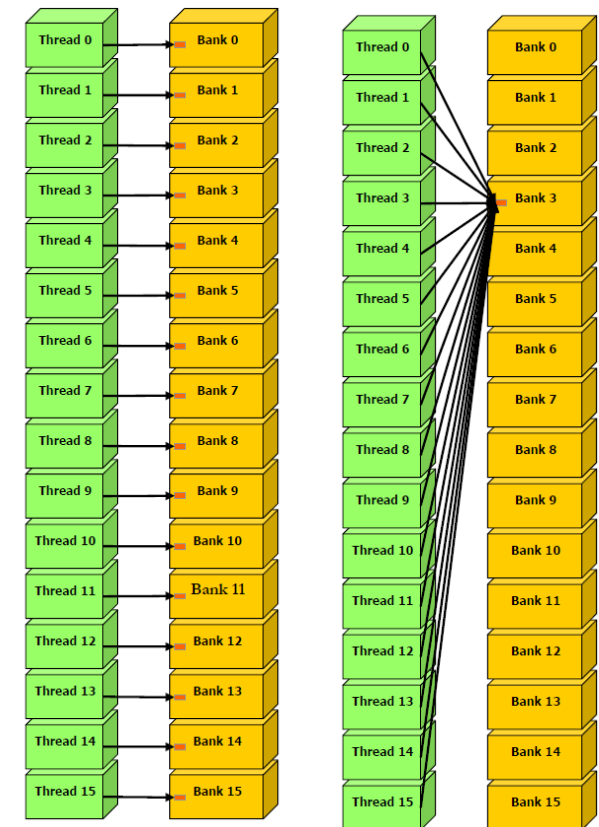 Thread 0 Bank 0
Thread 1 Bank 1
Thread 2 Bank 2
Thread 3 Bank 3
Thread 4 Bank 4
Thread 5 Bank 5
Thread 6 Bank 6
Thread 7 Bank 7
Thread 8 Bank 8
Thread 9 Bank 9
Thread 10 Bank 10
Thread 11 Bank 11
Thread 12 Bank 12
Thread 13 Bank 13
Thread 14 Bank 14
Thread 15 Bank 15
Thread 0 Bank 0
Thread 1 Bank 1
Thread 2 Bank 2
Thread 3 Bank 3
Thread 4 Bank 4
Thread 5 Bank 5
Thread 6 Bank 6
Thread 7 Bank 7
Thread 8 Bank 8
Thread 9 Bank 9
Thread 10 Bank 10
Thread 11 Bank 11
Thread 12 Bank 12
Thread 13 Bank 13
Thread 14 Bank 14
Thread 15 Bank 15